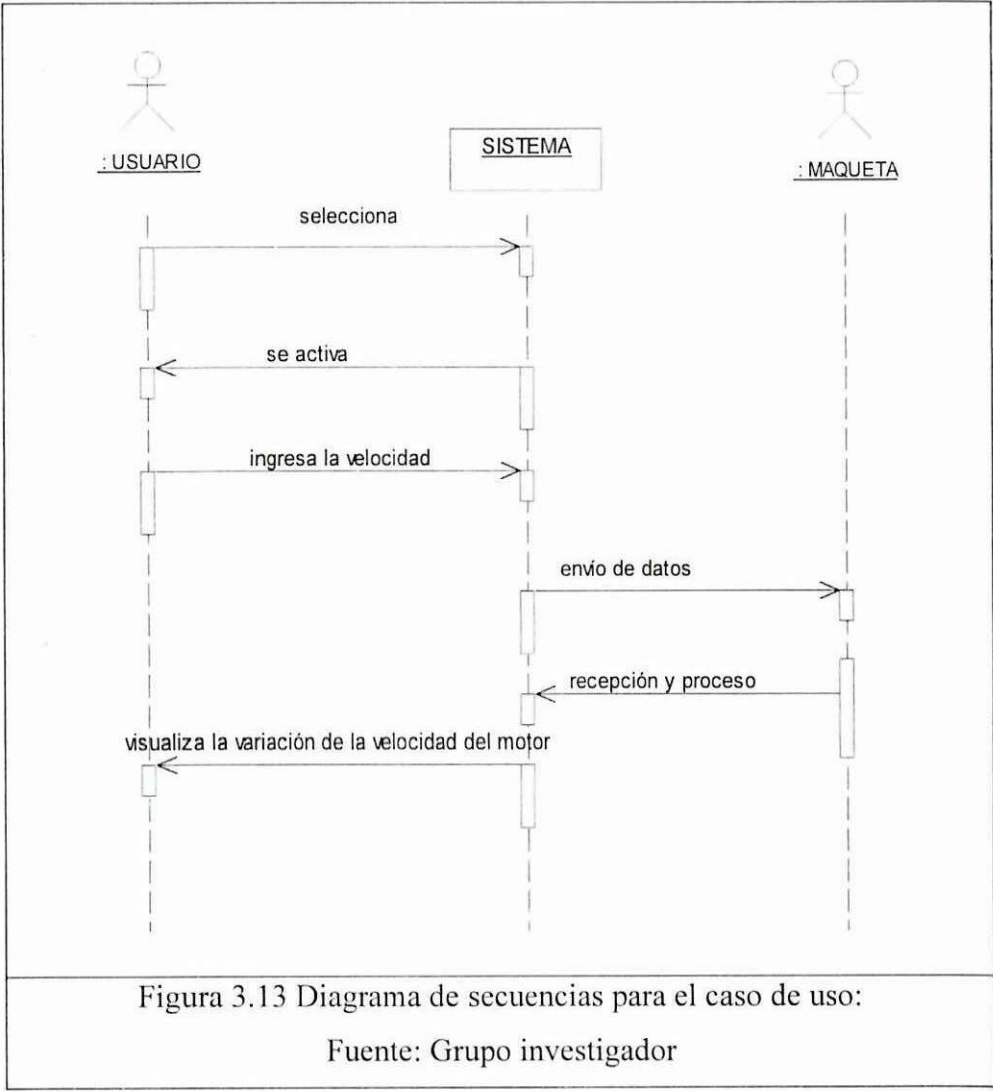 : USUARIO
SISTEMA
: MAQUETA
selecciona
se activa
ingresa la velocidad
envío de datos
recepción y proceso
visualiza la variación de la velocidad del motor
Figura 3.13 Diagrama de secuencias para el caso de uso:
Fuente: Grupo investigador